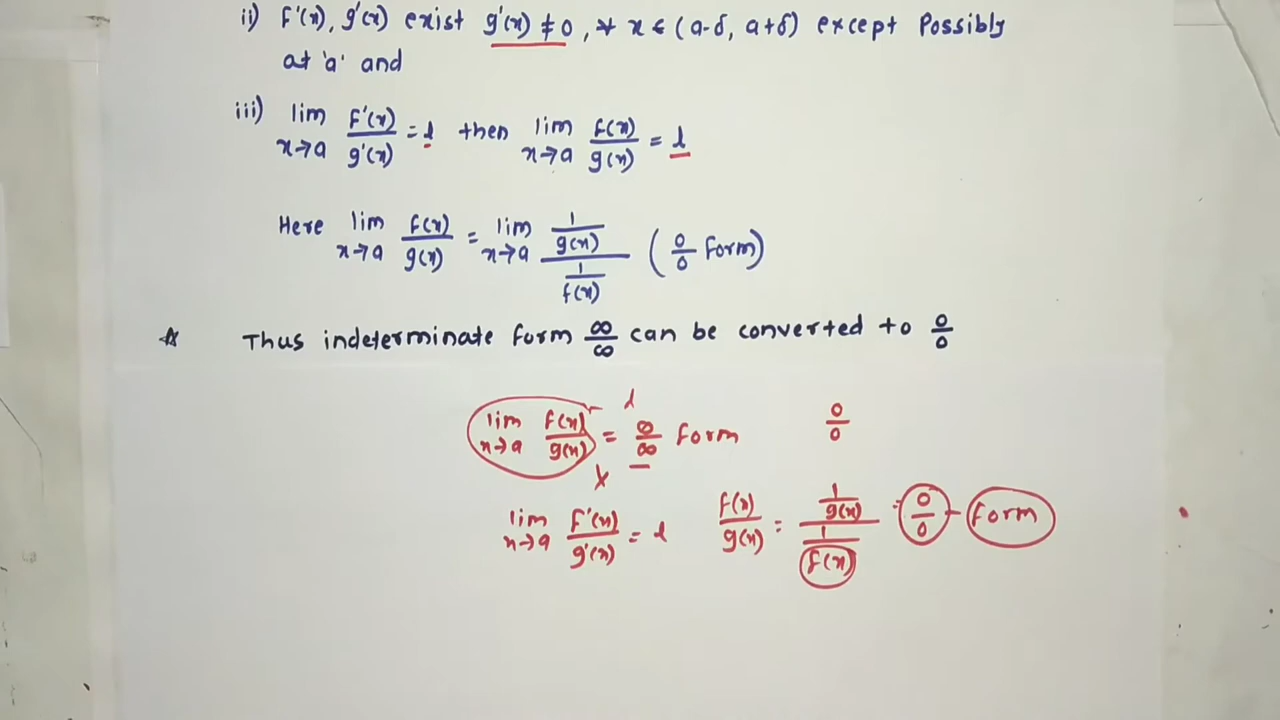 ii) F'(x), g'(x) exist g'(x) ≠ 0, ∀ x ∈ (a-δ, a+δ) except Possibly
at 'a' and
iii) lim x→a F'(x)/g'(x) = l then lim x→a f(x)/g(x) = l
Here lim x→a f(x)/g(x) = lim x→a (1/g(x))/(1/f(x)) (0/0 Form)
☆ Thus indeterminate form ∞/∞ can be converted to 0/0
lim x→a f(x)/g(x) = ∞/∞ Form 0/0
lim x→a F'(x)/g'(x) = l f(x)/g(x) = (1/g(x))/(1/f(x)) = 0/0 - Form